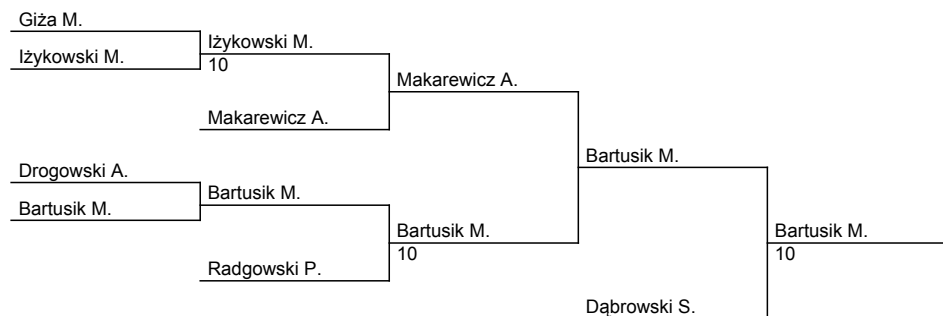 Giża M.
Iżykowski M.
Iżykowski M.
10
Makarewicz A.
Makarewicz A.
Drogowski A.
Bartusik M.
Bartusik M.
Bartusik M.
Radgowski P.
Bartusik M.
10
Bartusik M.
10
Dąbrowski S.